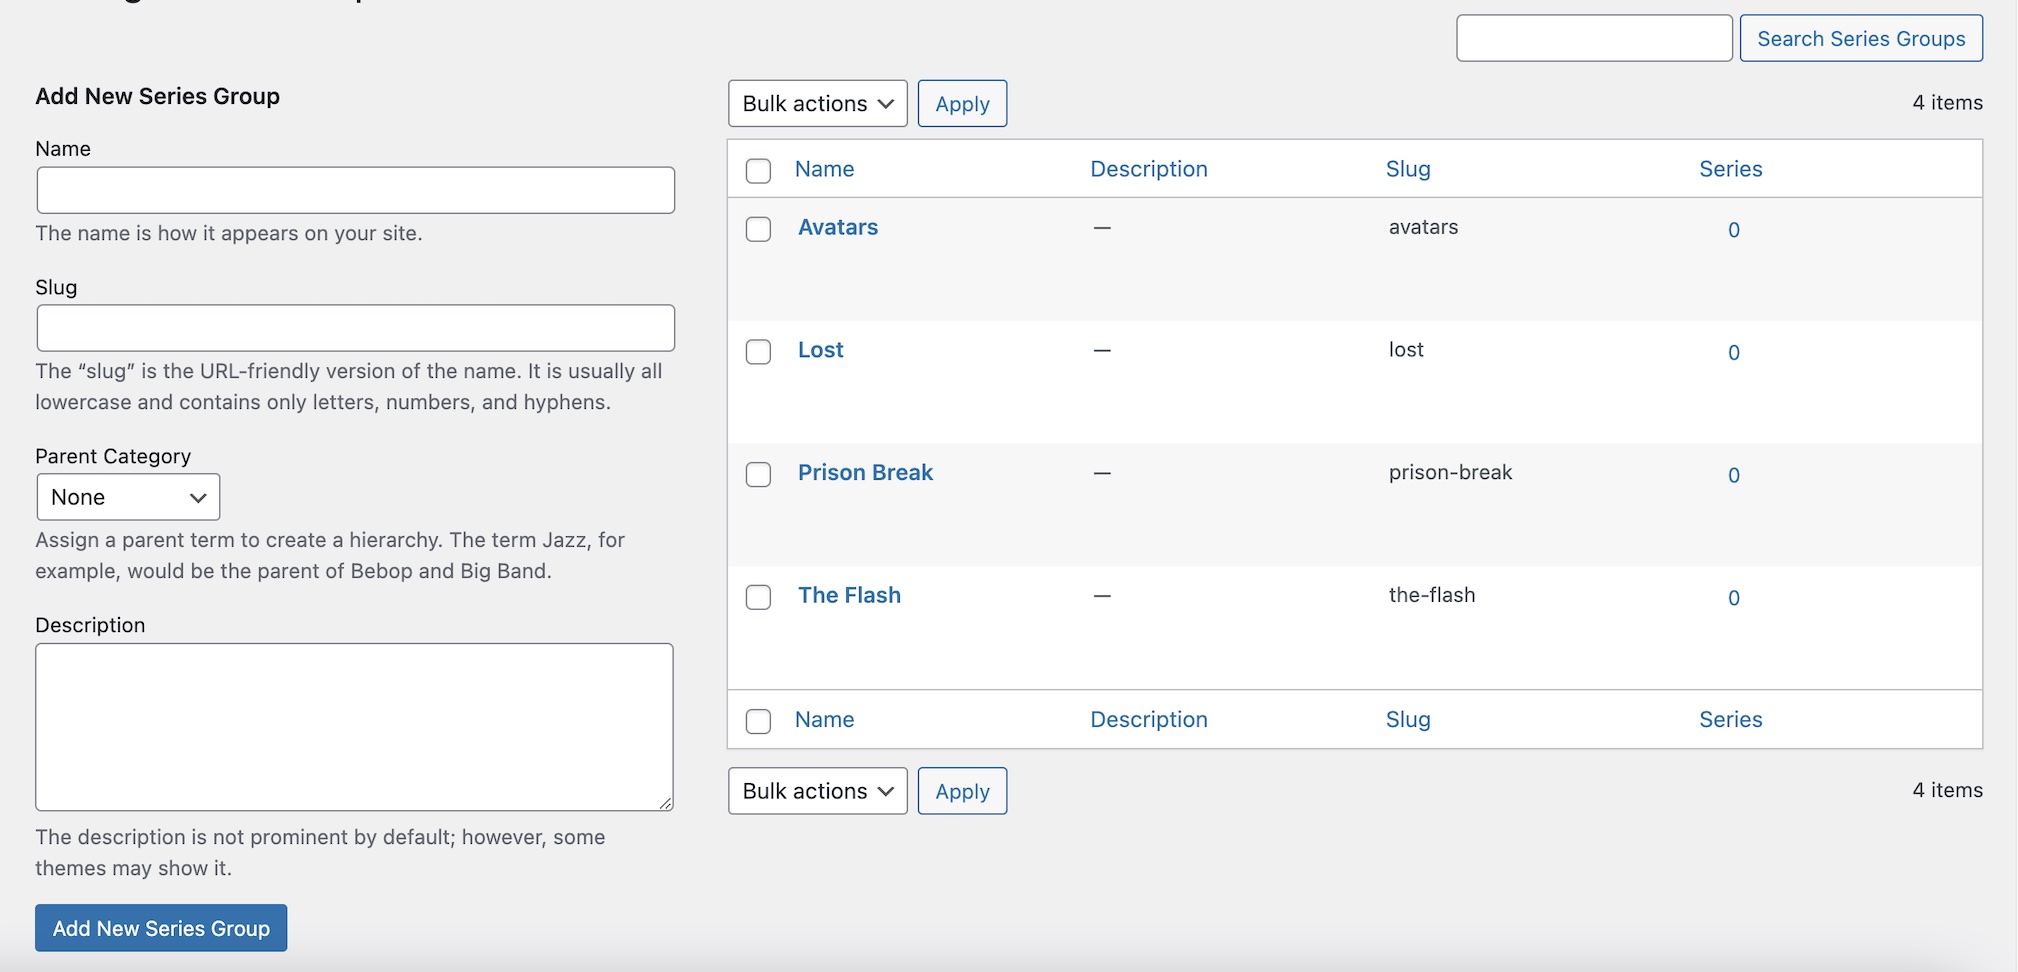 Search Series Groups
Add New Series Group
Name
The name is how it appears on your site.
Slug
The “slug” is the URL-friendly version of the name. It is usually all
lowercase and contains only letters, numbers, and hyphens.
Parent Category
None
Assign a parent term to create a hierarchy. The term Jazz, for
example, would be the parent of Bebop and Big Band.
Description
The description is not prominent by default; however, some
themes may show it.
Add New Series Group
Bulk actions Apply 4 items
Name Description Slug Series
Avatars — avatars 0
Lost — lost 0
Prison Break — prison-break 0
The Flash — the-flash 0
Name Description Slug Series
Bulk actions Apply 4 items